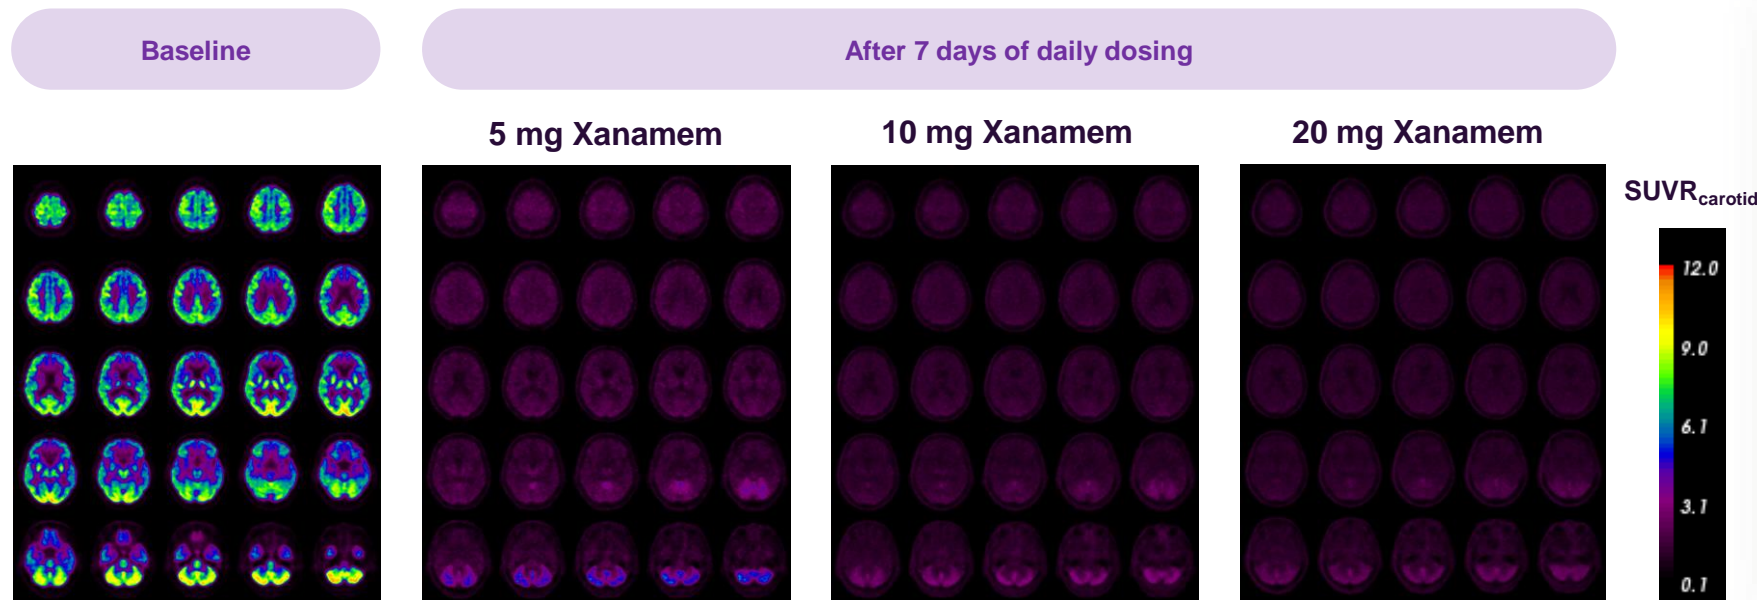 Baseline
After 7 days of daily dosing
5 mg Xanamem
10 mg Xanamem
20 mg Xanamem
SUVRcarotid
12.0
9.0
6.1
3.1
0.1